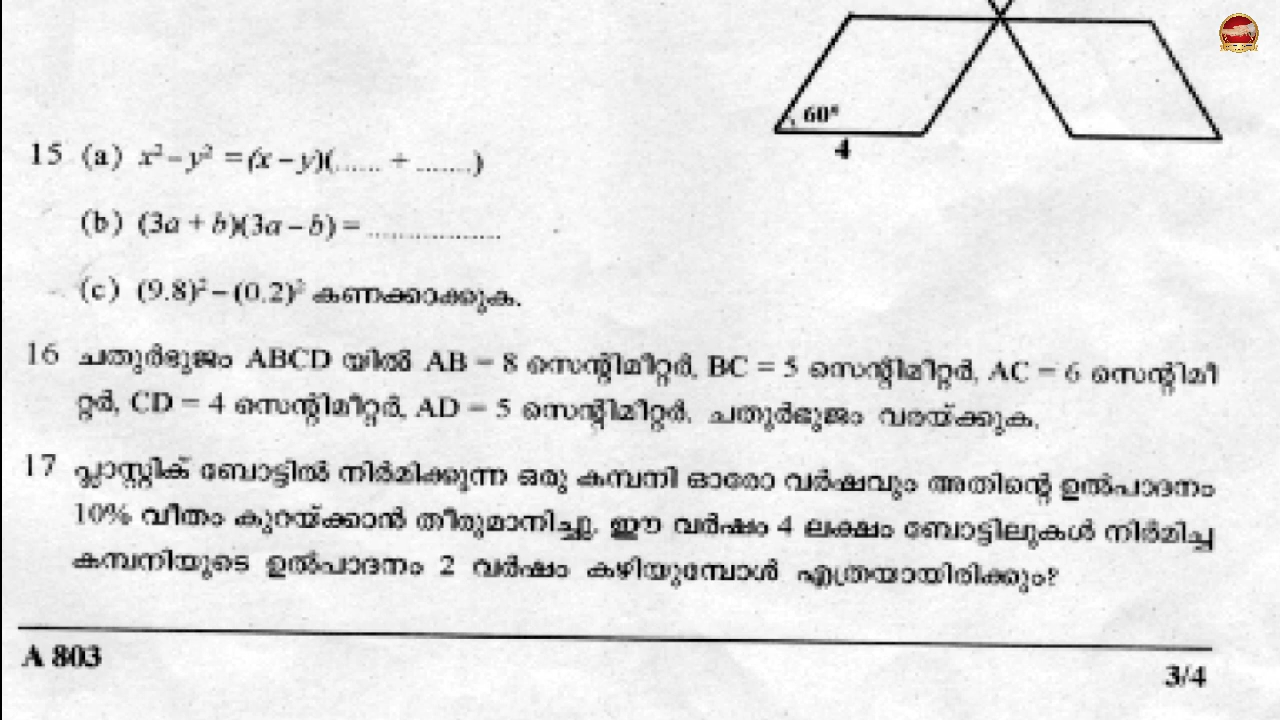 60°
4
15 (a) x² – y² = (x – y)(...... + .......)
(b) (3a + b)(3a – b) = ..................
(c) (9.8)² – (0.2)² കണക്കാക്കുക.
16 ചതുർഭുജം ABCD യിൽ AB = 8 സെന്റിമീറ്റർ, BC = 5 സെന്റിമീറ്റർ, AC = 6 സെന്റിമീ
റ്റർ, CD = 4 സെന്റിമീറ്റർ, AD = 5 സെന്റിമീറ്റർ. ചതുർഭുജം വരയ്ക്കുക.
17 പ്ലാസ്റ്റിക് ബോട്ടിൽ നിർമിക്കുന്ന ഒരു കമ്പനി ഓരോ വർഷവും അതിന്റെ ഉൽപാദനം
10% വീതം കുറയ്ക്കാൻ തീരുമാനിച്ചു. ഈ വർഷം 4 ലക്ഷം ബോട്ടിലുകൾ നിർമിച്ച
കമ്പനിയുടെ ഉൽപാദനം 2 വർഷം കഴിയുമ്പോൾ എത്രയായിരിക്കും?
A 803
3/4